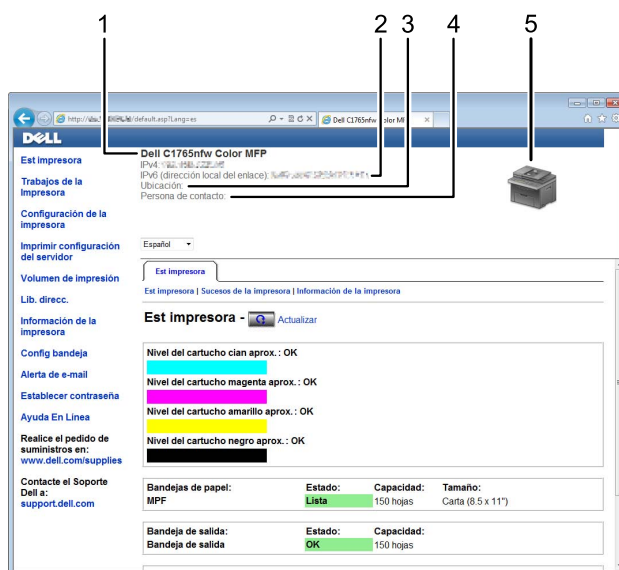 1 2 3 4 5
http:// /default.asp?Lang=es
Dell C1765nfw Color MF
DELL
Dell C1765nfw Color MFP
IPv4:
IPv6 (dirección local del enlace):
Ubicación:
Persona de contacto:
Español
Est impresora
Trabajos de la
Impresora
Configuración de la
impresora
Imprimir configuración
del servidor
Volumen de impresión
Lib. direcc.
Información de la
impresora
Config bandeja
Alerta de e-mail
Establecer contraseña
Ayuda En Línea
Realice el pedido de
suministros en:
www.dell.com/supplies
Contacte el Soporte
Dell a:
support.dell.com
Est impresora
Est impresora | Sucesos de la impresora | Información de la impresora
Est impresora - Actualizar
Nivel del cartucho cian aprox.: OK
Nivel del cartucho magenta aprox.: OK
Nivel del cartucho amarillo aprox.: OK
Nivel del cartucho negro aprox.: OK
Bandejas de papel: Estado: Capacidad: Tamaño:
MPF Lista 150 hojas Carta (8.5 x 11")
Bandeja de salida: Estado: Capacidad:
Bandeja de salida OK 150 hojas